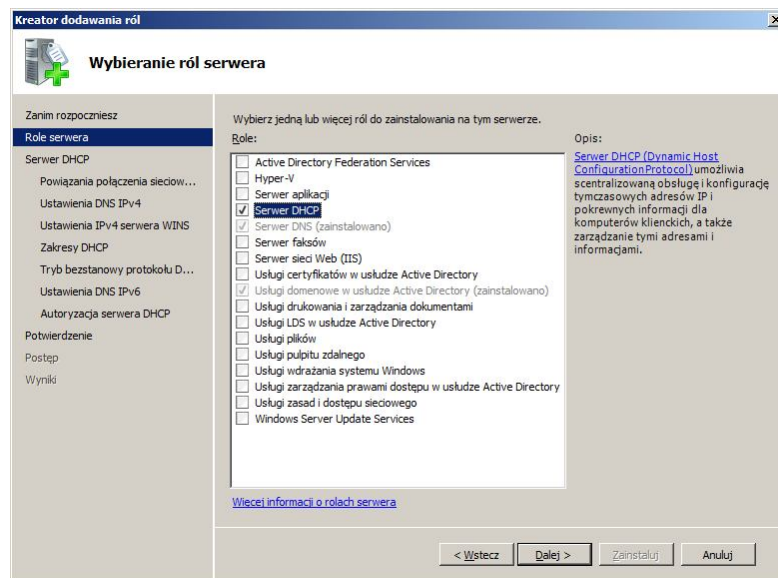 Kreator dodawania ról
Wybieranie ról serwera
Zanim rozpoczniesz
Role serwera
Serwer DHCP
Powiązania połączenia sieciow...
Ustawienia DNS IPv4
Ustawienia IPv4 serwera WINS
Zakresy DHCP
Tryb bezstanowy protokołu D...
Ustawienia DNS IPv6
Autoryzacja serwera DHCP
Potwierdzenie
Postęp
Wyniki
Wybierz jedną lub więcej ról do zainstalowania na tym serwerze.
Role:
Active Directory Federation Services
Hyper-V
Serwer aplikacji
Serwer DHCP
Serwer DNS (zainstalowano)
Serwer faksów
Serwer sieci Web (IIS)
Usługi certyfikatów w usłudze Active Directory
Usługi domenowe w usłudze Active Directory (zainstalowano)
Usługi drukowania i zarządzania dokumentami
Usługi LDS w usłudze Active Directory
Usługi plików
Usługi pulpitu zdalnego
Usługi wdrażania systemu Windows
Usługi zarządzania prawami dostępu w usłudze Active Directory
Usługi zasad i dostępu sieciowego
Windows Server Update Services
Więcej informacji o rolach serwera
Opis:
Serwer DHCP (Dynamic Host
Configuration Protocol) umożliwia
scentralizowaną obsługę i konfigurację
tymczasowych adresów IP i
pokrewnych informacji dla
komputerów klienckich, a także
zarządzanie tymi adresami i
informacjami.
< Wstecz
Dalej >
Zainstaluj
Anuluj